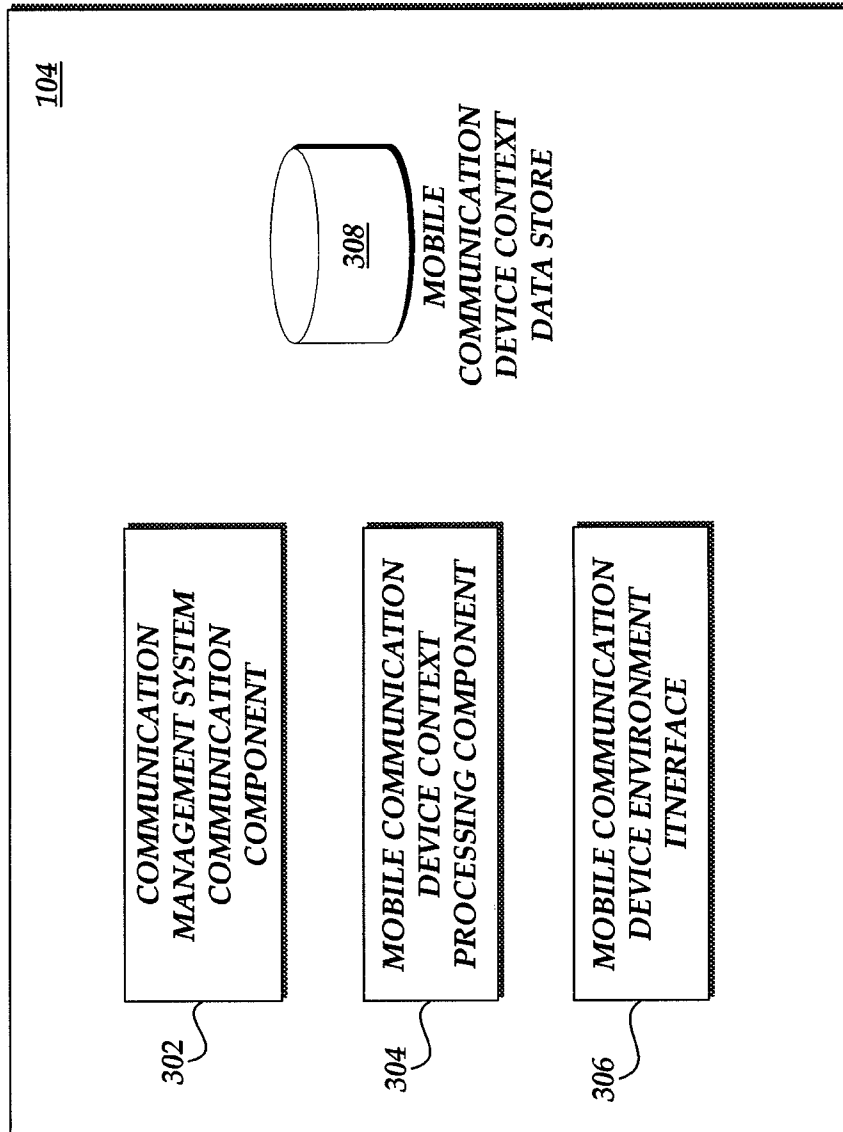 104
302
COMMUNICATION
MANAGEMENT SYSTEM
COMMUNICATION
COMPONENT
304
MOBILE COMMUNICATION
DEVICE CONTEXT
PROCESSING COMPONENT
306
MOBILE COMMUNICATION
DEVICE ENVIRONMENT
ITNERFACE
308
MOBILE
COMMUNICATION
DEVICE CONTEXT
DATA STORE